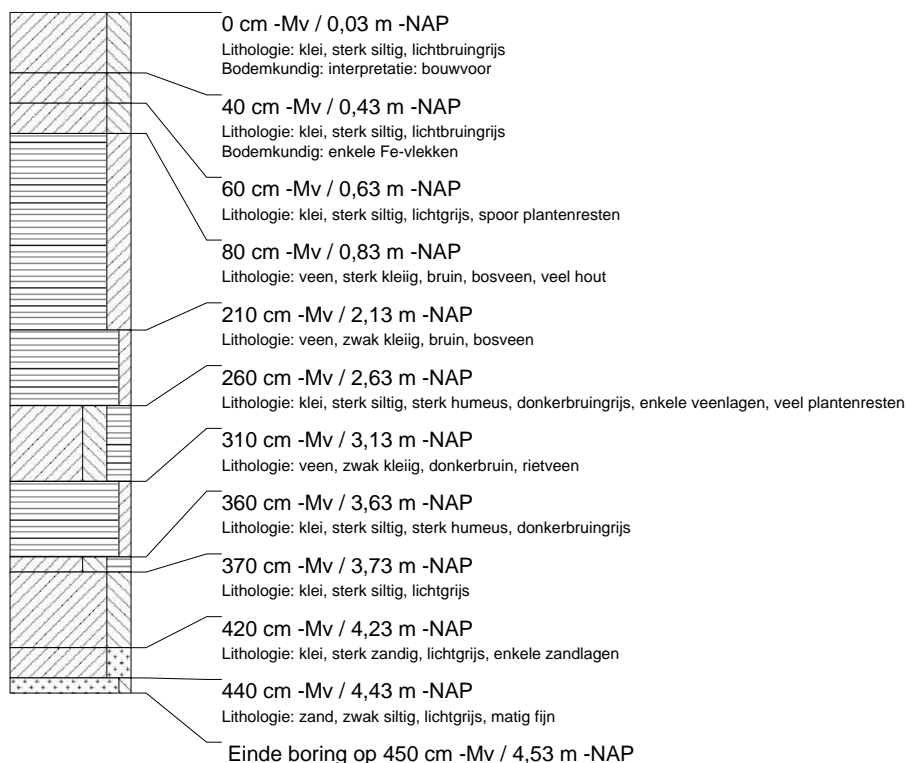 0 cm -Mv / 0,03 m -NAP
Lithologie: klei, sterk siltig, lichtbruingrijs
Bodemkundig: interpretatie: bouwvoor
40 cm -Mv / 0,43 m -NAP
Lithologie: klei, sterk siltig, lichtbruingrijs
Bodemkundig: enkele Fe-vlekken
60 cm -Mv / 0,63 m -NAP
Lithologie: klei, sterk siltig, lichtgrijs, spoor plantenresten
80 cm -Mv / 0,83 m -NAP
Lithologie: veen, sterk kleiig, bruin, bosveen, veel hout
210 cm -Mv / 2,13 m -NAP
Lithologie: veen, zwak kleiig, bruin, bosveen
260 cm -Mv / 2,63 m -NAP
Lithologie: klei, sterk siltig, sterk humeus, donkerbruingrijs, enkele veenlagen, veel plantenresten
310 cm -Mv / 3,13 m -NAP
Lithologie: veen, zwak kleiig, donkerbruin, rietveen
360 cm -Mv / 3,63 m -NAP
Lithologie: klei, sterk siltig, sterk humeus, donkerbruingrijs
370 cm -Mv / 3,73 m -NAP
Lithologie: klei, sterk siltig, lichtgrijs
420 cm -Mv / 4,23 m -NAP
Lithologie: klei, sterk zandig, lichtgrijs, enkele zandlagen
440 cm -Mv / 4,43 m -NAP
Lithologie: zand, zwak siltig, lichtgrijs, matig fijn
Einde boring op 450 cm -Mv / 4,53 m -NAP